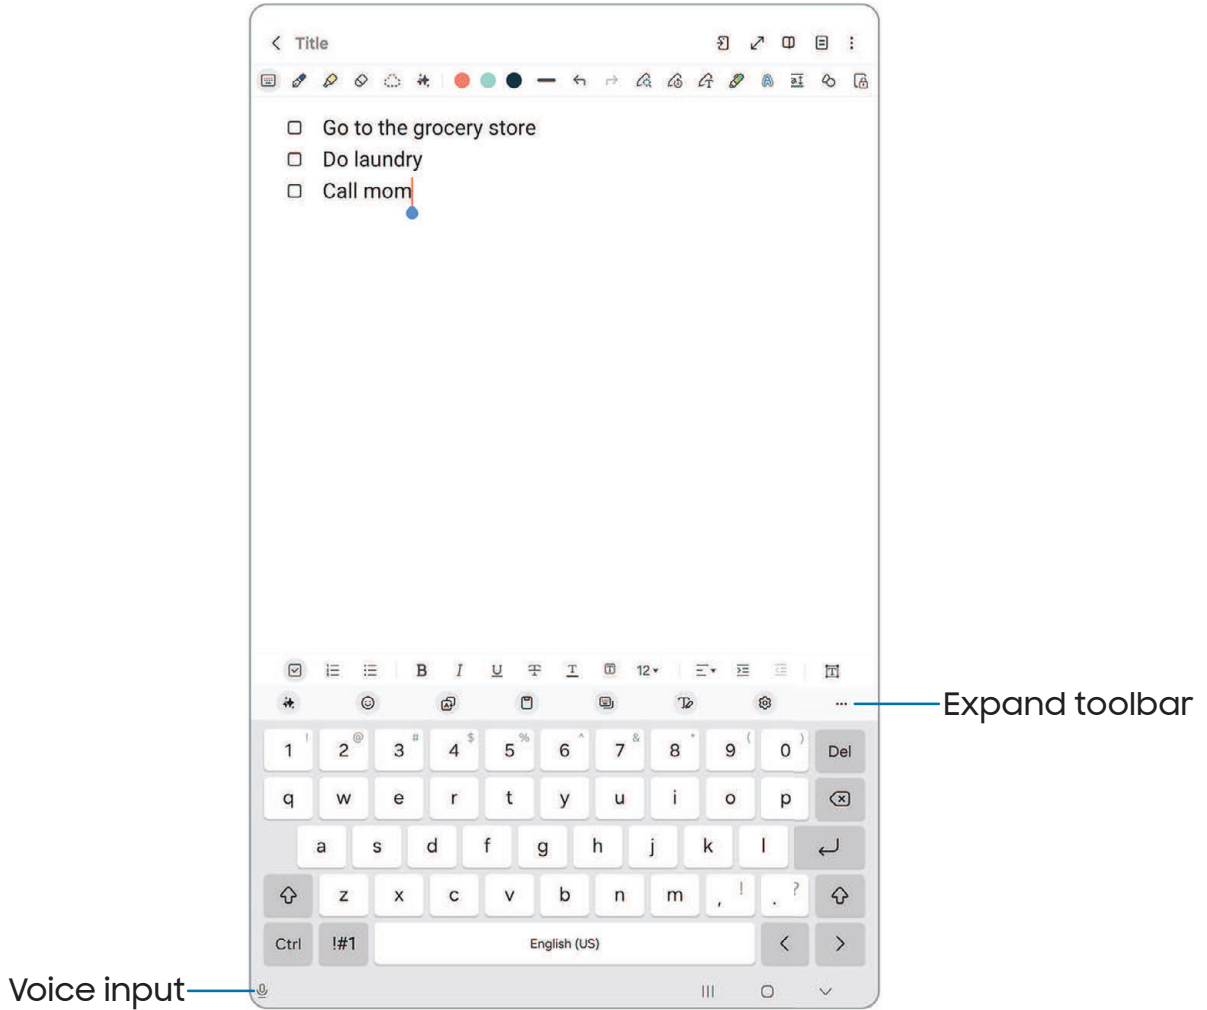 Title
Go to the grocery store
Do laundry
Call mom
B I U T T T 12
Expand toolbar
1 ! 2 @ 3 # 4 $ 5 % 6 ^ 7 & 8 * 9 ( 0 ) Del
q w e r t y u i o p
a s d f g h j k l
z x c v b n m , ! . ?
Ctrl !#1 English (US) < >
Voice input